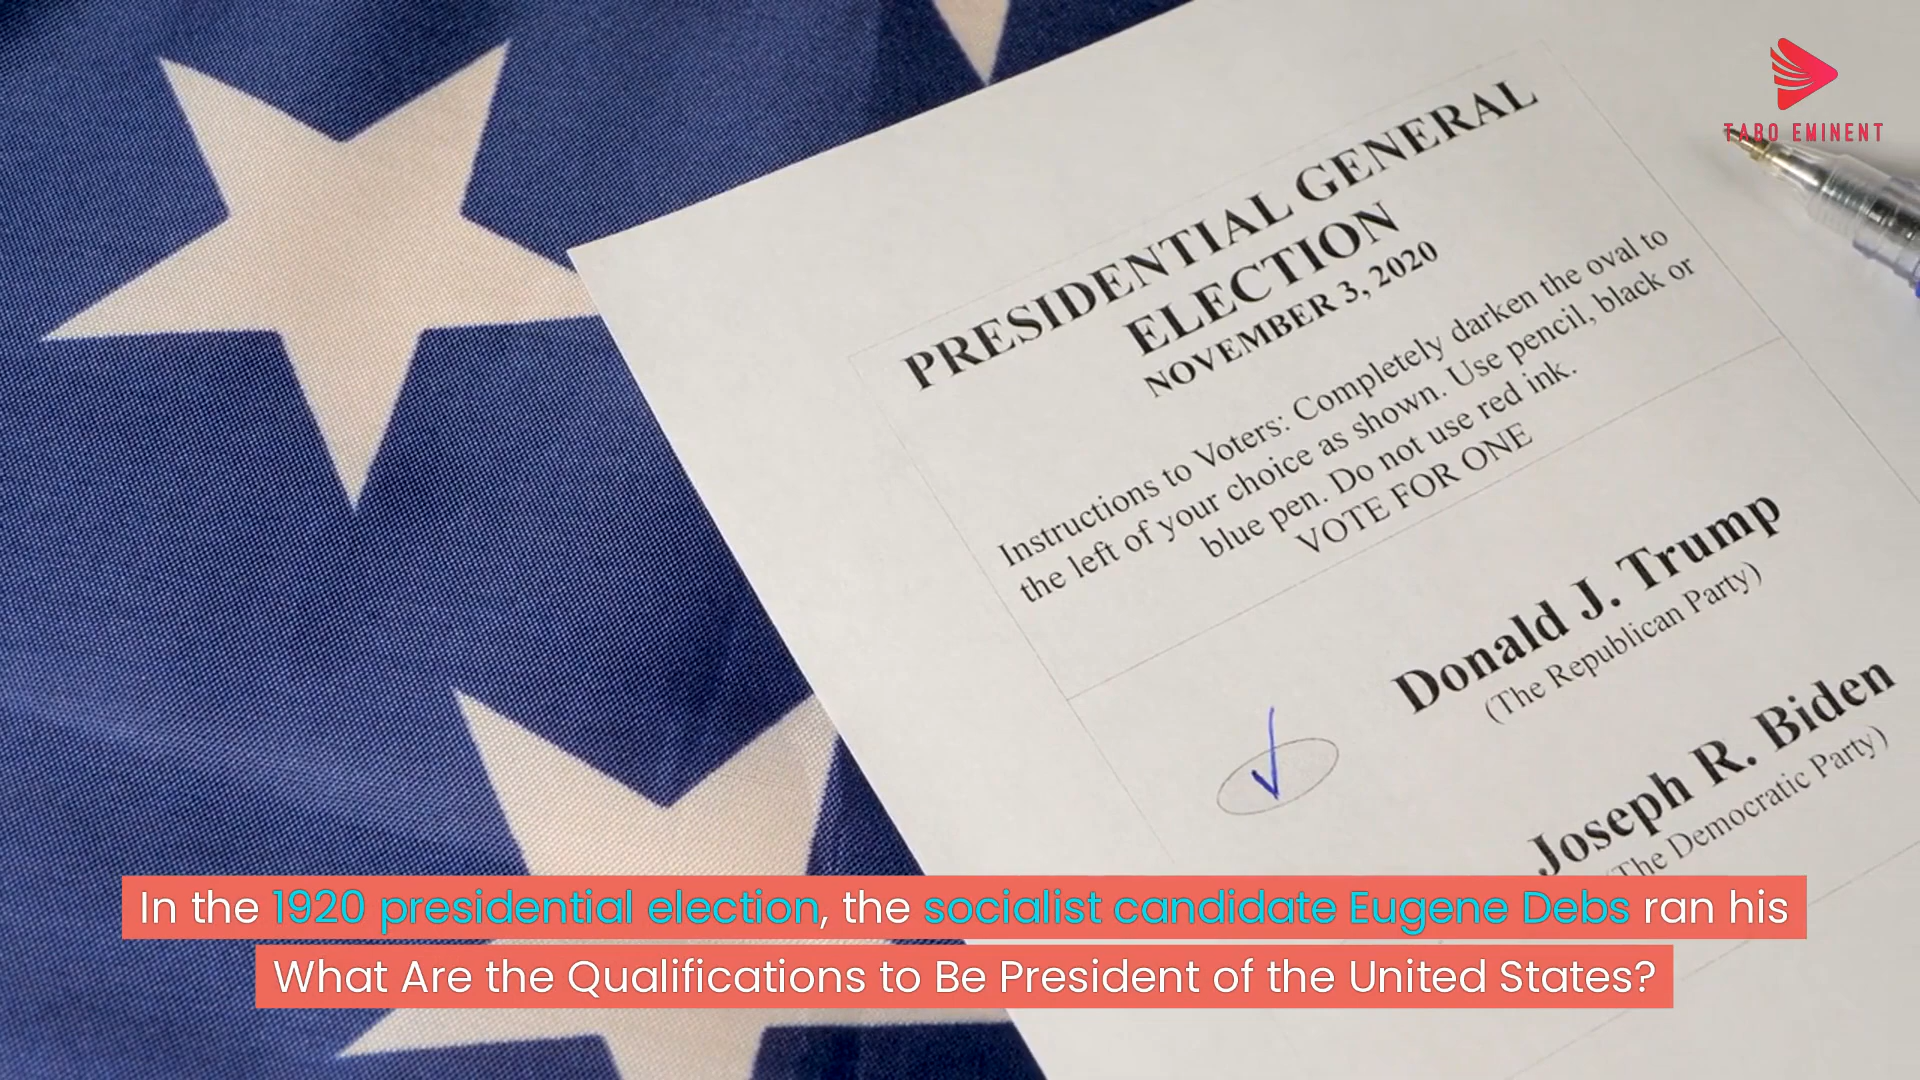 TABO EMINENT
PRESIDENTIAL GENERAL
ELECTION
NOVEMBER 3, 2020
Instructions to Voters: Completely darken the oval to
the left of your choice as shown. Use pencil, black or
blue pen. Do not use red ink.
VOTE FOR ONE
Donald J. Trump
(The Republican Party)
Joseph R. Biden
(The Democratic Party)
In the 1920 presidential election, the socialist candidate Eugene Debs ran his
What Are the Qualifications to Be President of the United States?